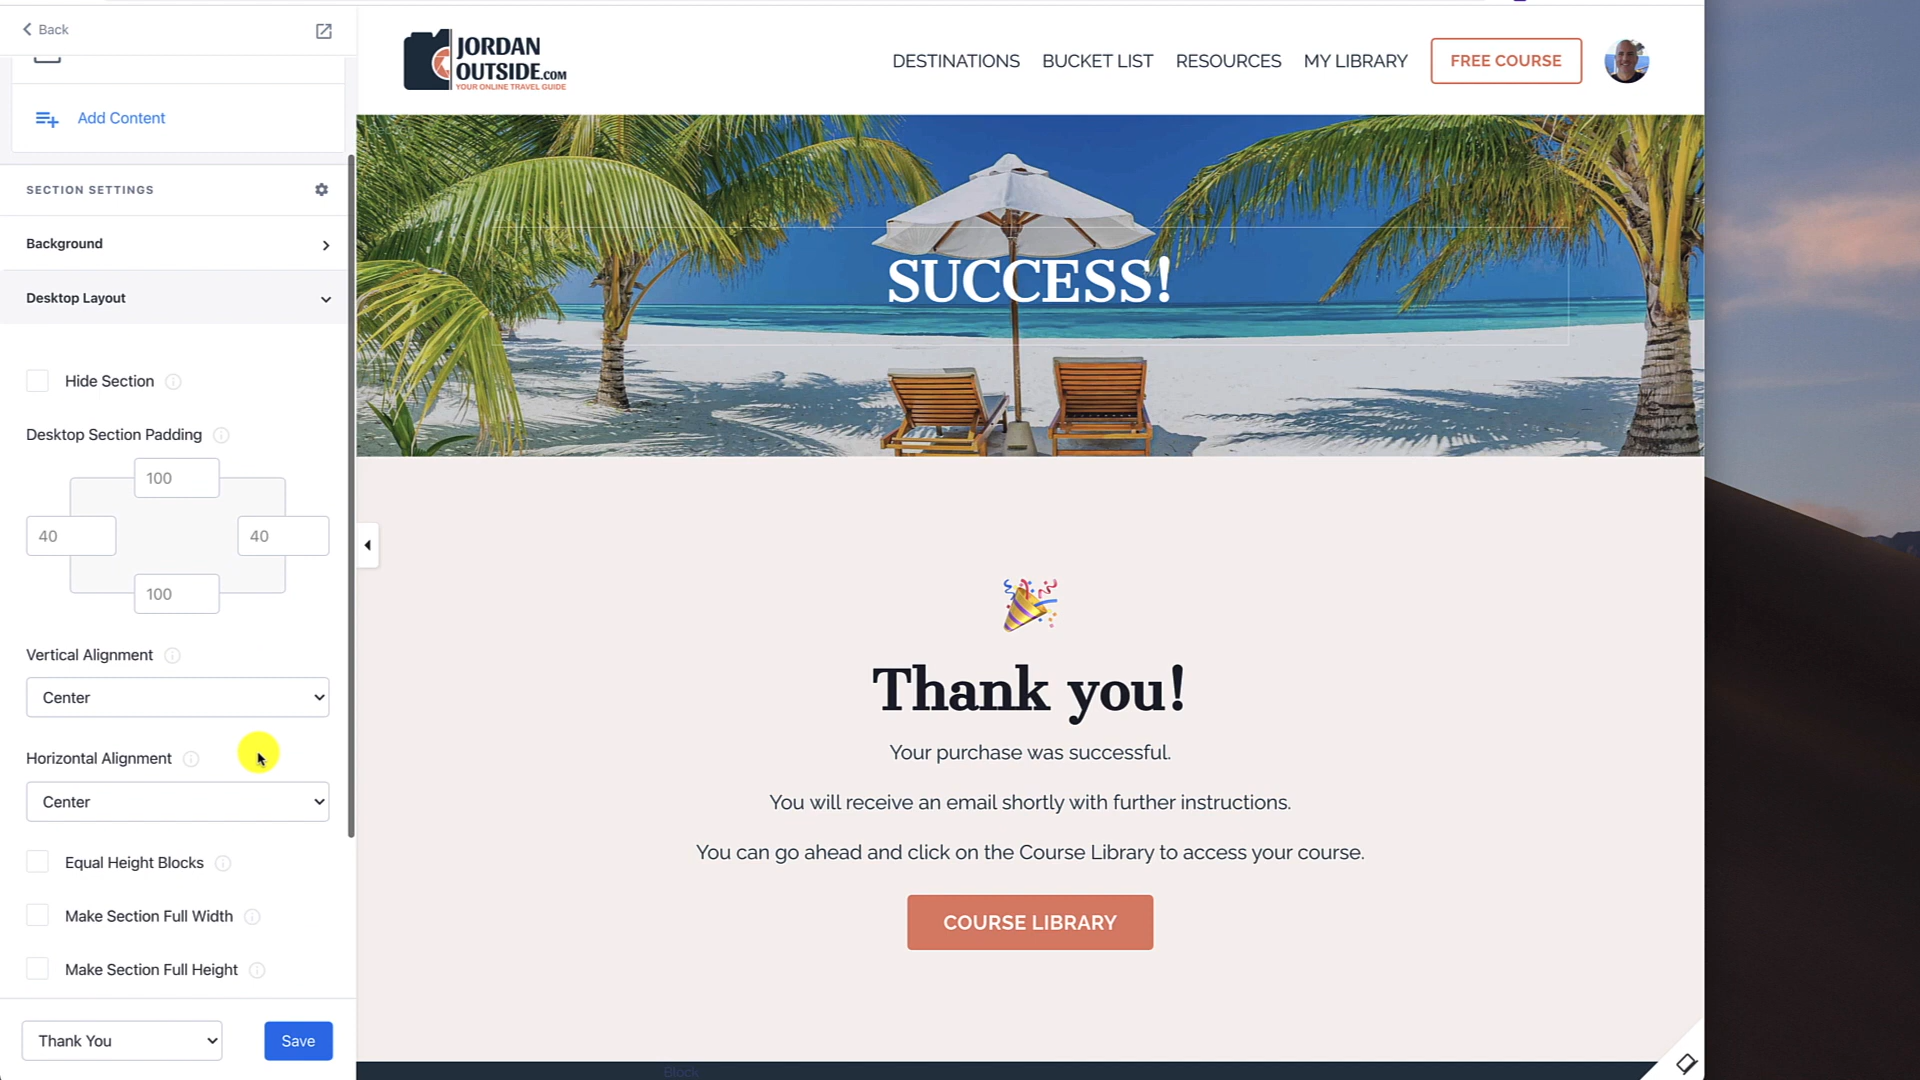 Back
Add Content
SECTION SETTINGS
Background
Desktop Layout
Hide Section
Desktop Section Padding
100
40
40
100
Vertical Alignment
Center
Horizontal Alignment
Center
Equal Height Blocks
Make Section Full Width
Make Section Full Height
Thank You
Save
JORDAN
OUTSIDE.COM
YOUR ONLINE TRAVEL GUIDE
DESTINATIONS
BUCKET LIST
RESOURCES
MY LIBRARY
FREE COURSE
SUCCESS!
Thank you!
Your purchase was successful.
You will receive an email shortly with further instructions.
You can go ahead and click on the Course Library to access your course.
COURSE LIBRARY
Block